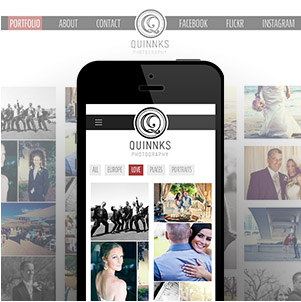 PORTFOLIO ABOUT CONTACT FACEBOOK FLICKR INSTAGRAM
Q
QUINNKS
PHOTOGRAPHY
Q
QUINNKS
PHOTOGRAPHY
ALL EUROPE LOVE PLACES PORTRAITS